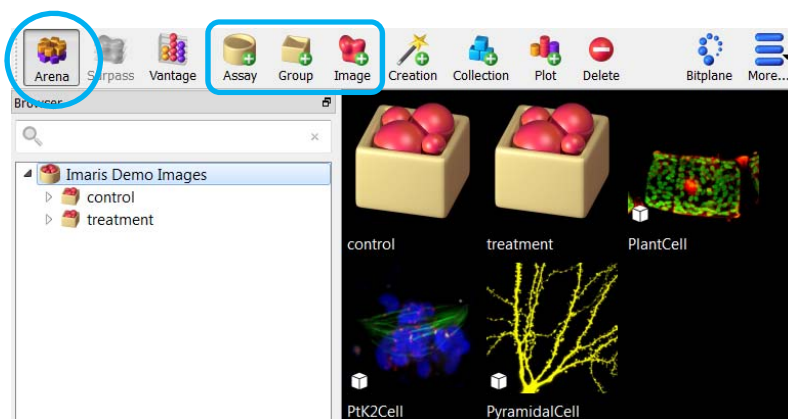 Arena Surpass Vantage Assay Group Image Creation Collection Plot Delete Bitplane More...
Browser
Imaris Demo Images
control
treatment
control treatment PlantCell
PtK2Cell PyramidalCell